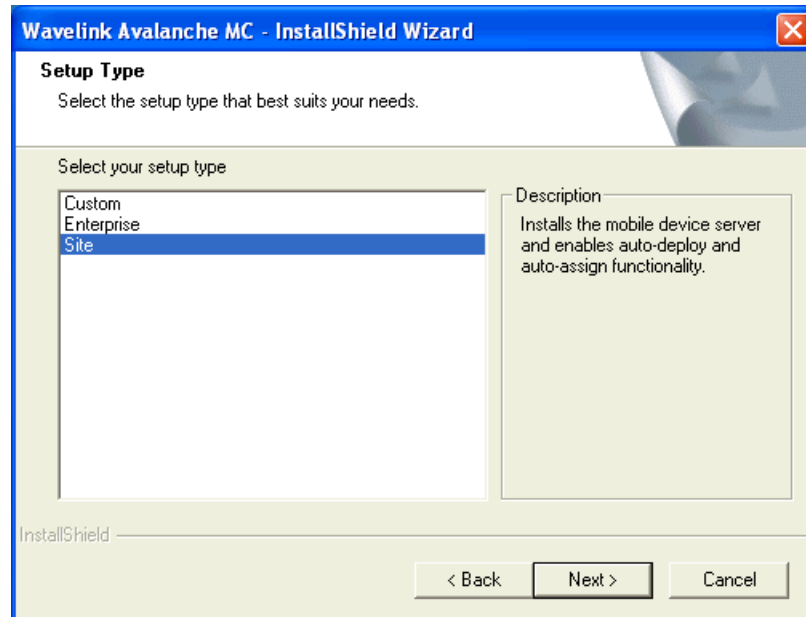 Wavelink Avalanche MC - InstallShield Wizard
Setup Type
Select the setup type that best suits your needs.
Select your setup type
Custom
Enterprise
Site
Description
Installs the mobile device server
and enables auto-deploy and
auto-assign functionality.
InstallShield
< Back
Next >
Cancel